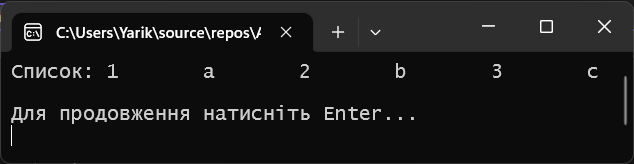 C:\Users\Yarik\source\repos\A
Список: 1 a 2 b 3 c
Для продовження натисніть Enter...